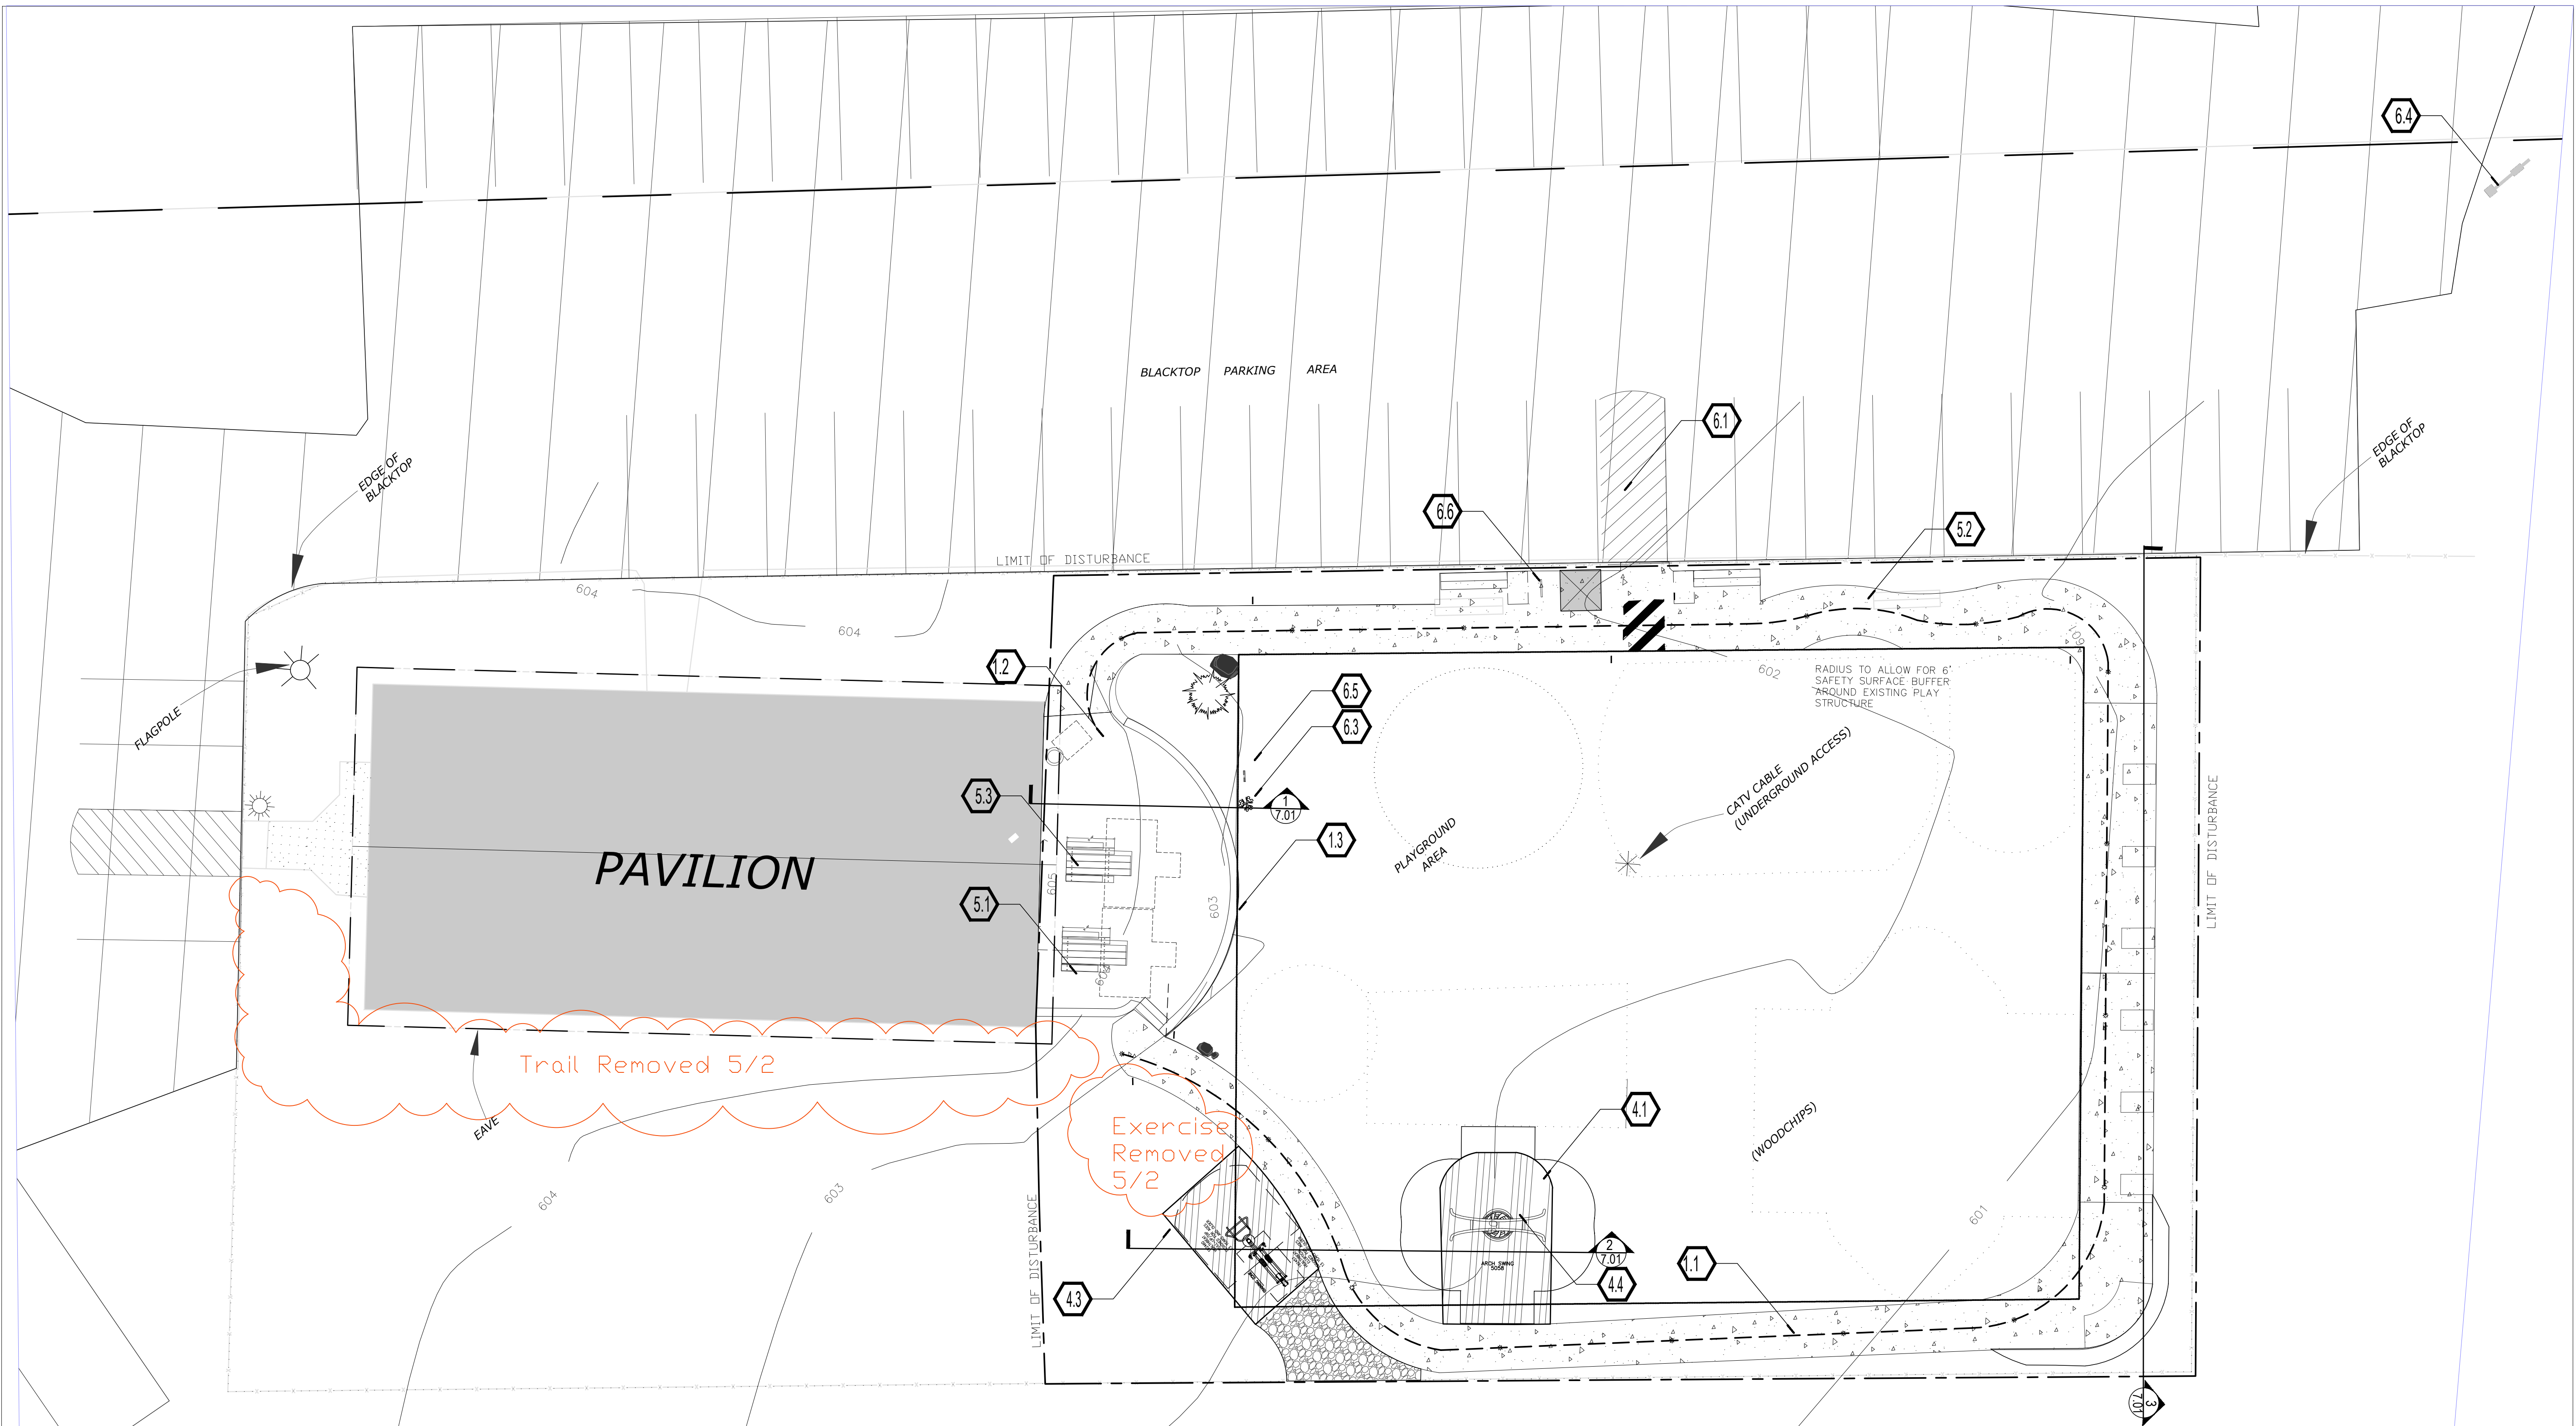 6.4
BLACKTOP PARKING AREA
6.1
EDGE OF
BLACKTOP
EDGE OF
BLACKTOP
6.6
5.2
LIMIT OF DISTURBANCE
604
604
601
1.2
602
RADIUS TO ALLOW FOR 6'
SAFETY SURFACE BUFFER
AROUND EXISTING PLAY
STRUCTURE
6.5
FLAGPOLE
6.3
CATV CABLE
(UNDERGROUND ACCESS)
5.3
1
7.01
1.3
PLAYGROUND
AREA
LIMIT OF DISTURBANCE
PAVILION
605
5.1
603
Trail Removed 5/2
EAVE
Exercise
Removed
5/2
4.1
(WOODCHIPS)
604
603
LIMIT OF DISTURBANCE
601
2
7.01
1.1
ARCH SWING
5058
4.4
4.3
3
7.01